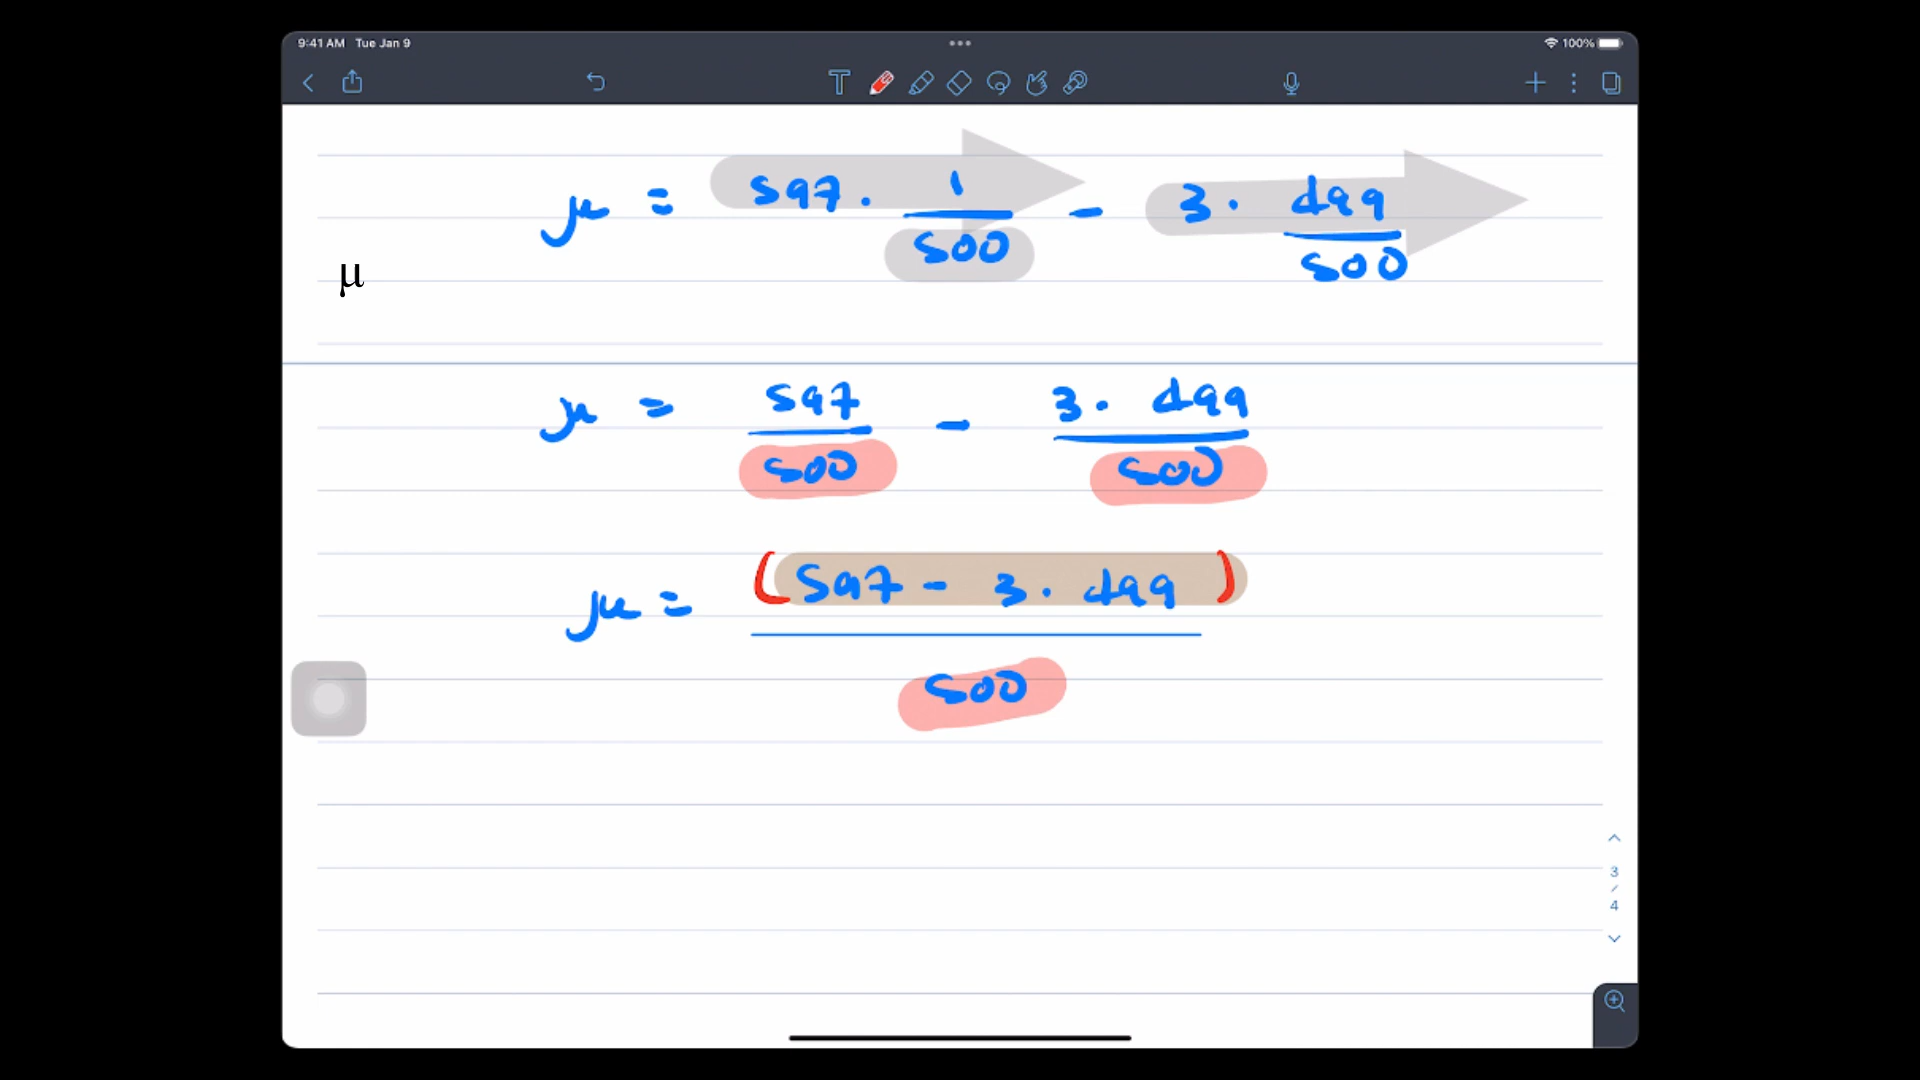 9:41 AM Tue Jan 9
100%
T
μ = 597 · 1/500 - 3 · 499/500
μ
μ = 597/500 - 3 · 499/500
μ = (597 - 3 · 499)/500
3
/
4